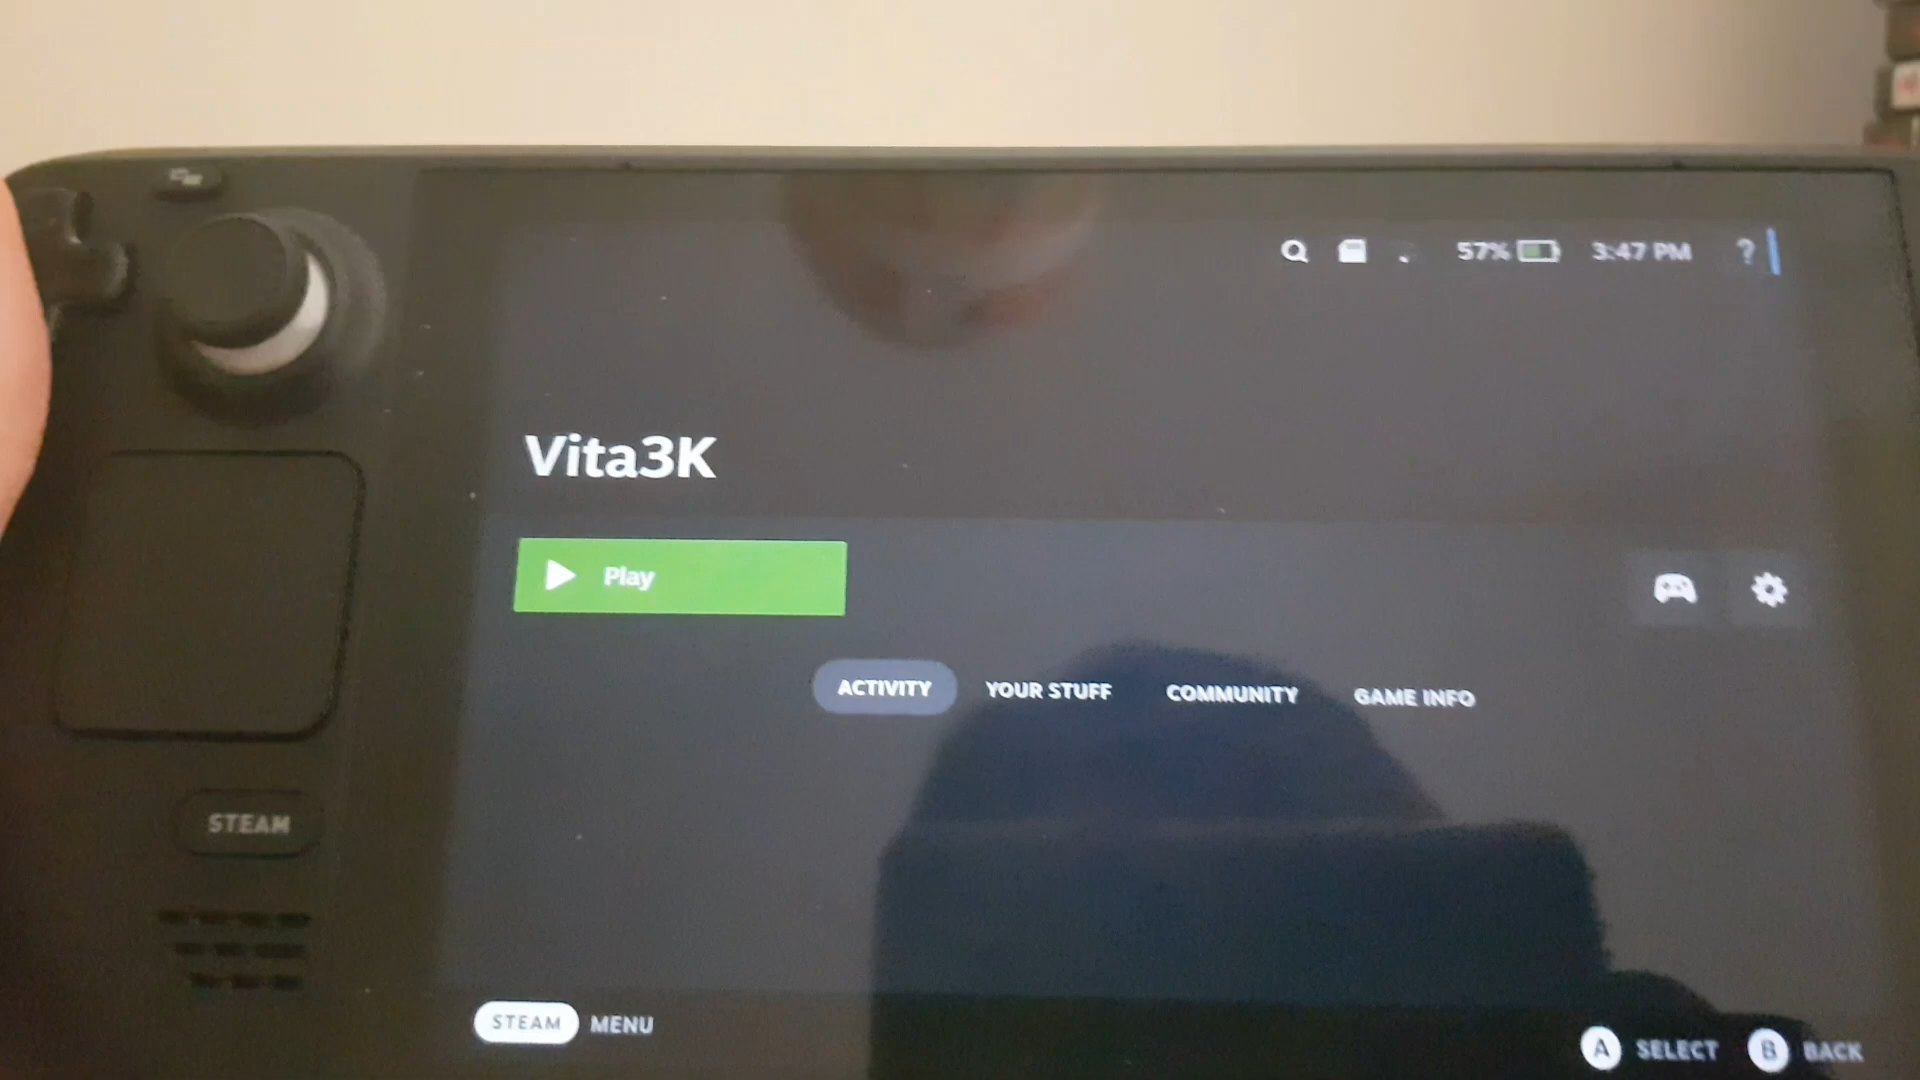 57% 3:47 PM ?
Vita3K
Play
ACTIVITY YOUR STUFF COMMUNITY GAME INFO
STEAM
STEAM MENU
A SELECT B BACK